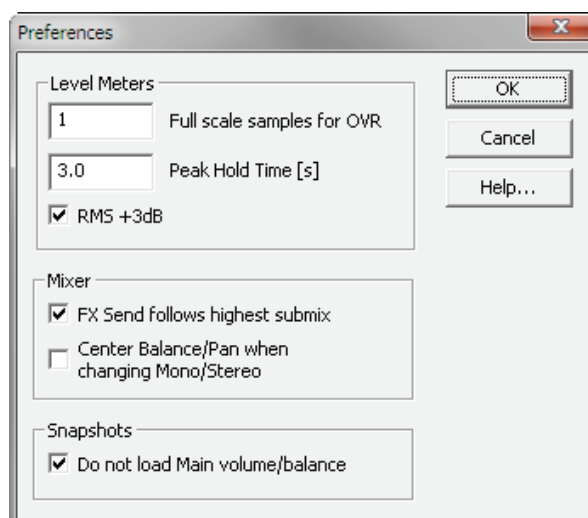 Preferences
Level Meters
1 Full scale samples for OVR
3.0 Peak Hold Time [s]
RMS +3dB
Mixer
FX Send follows highest submix
Center Balance/Pan when
changing Mono/Stereo
Snapshots
Do not load Main volume/balance
OK
Cancel
Help...